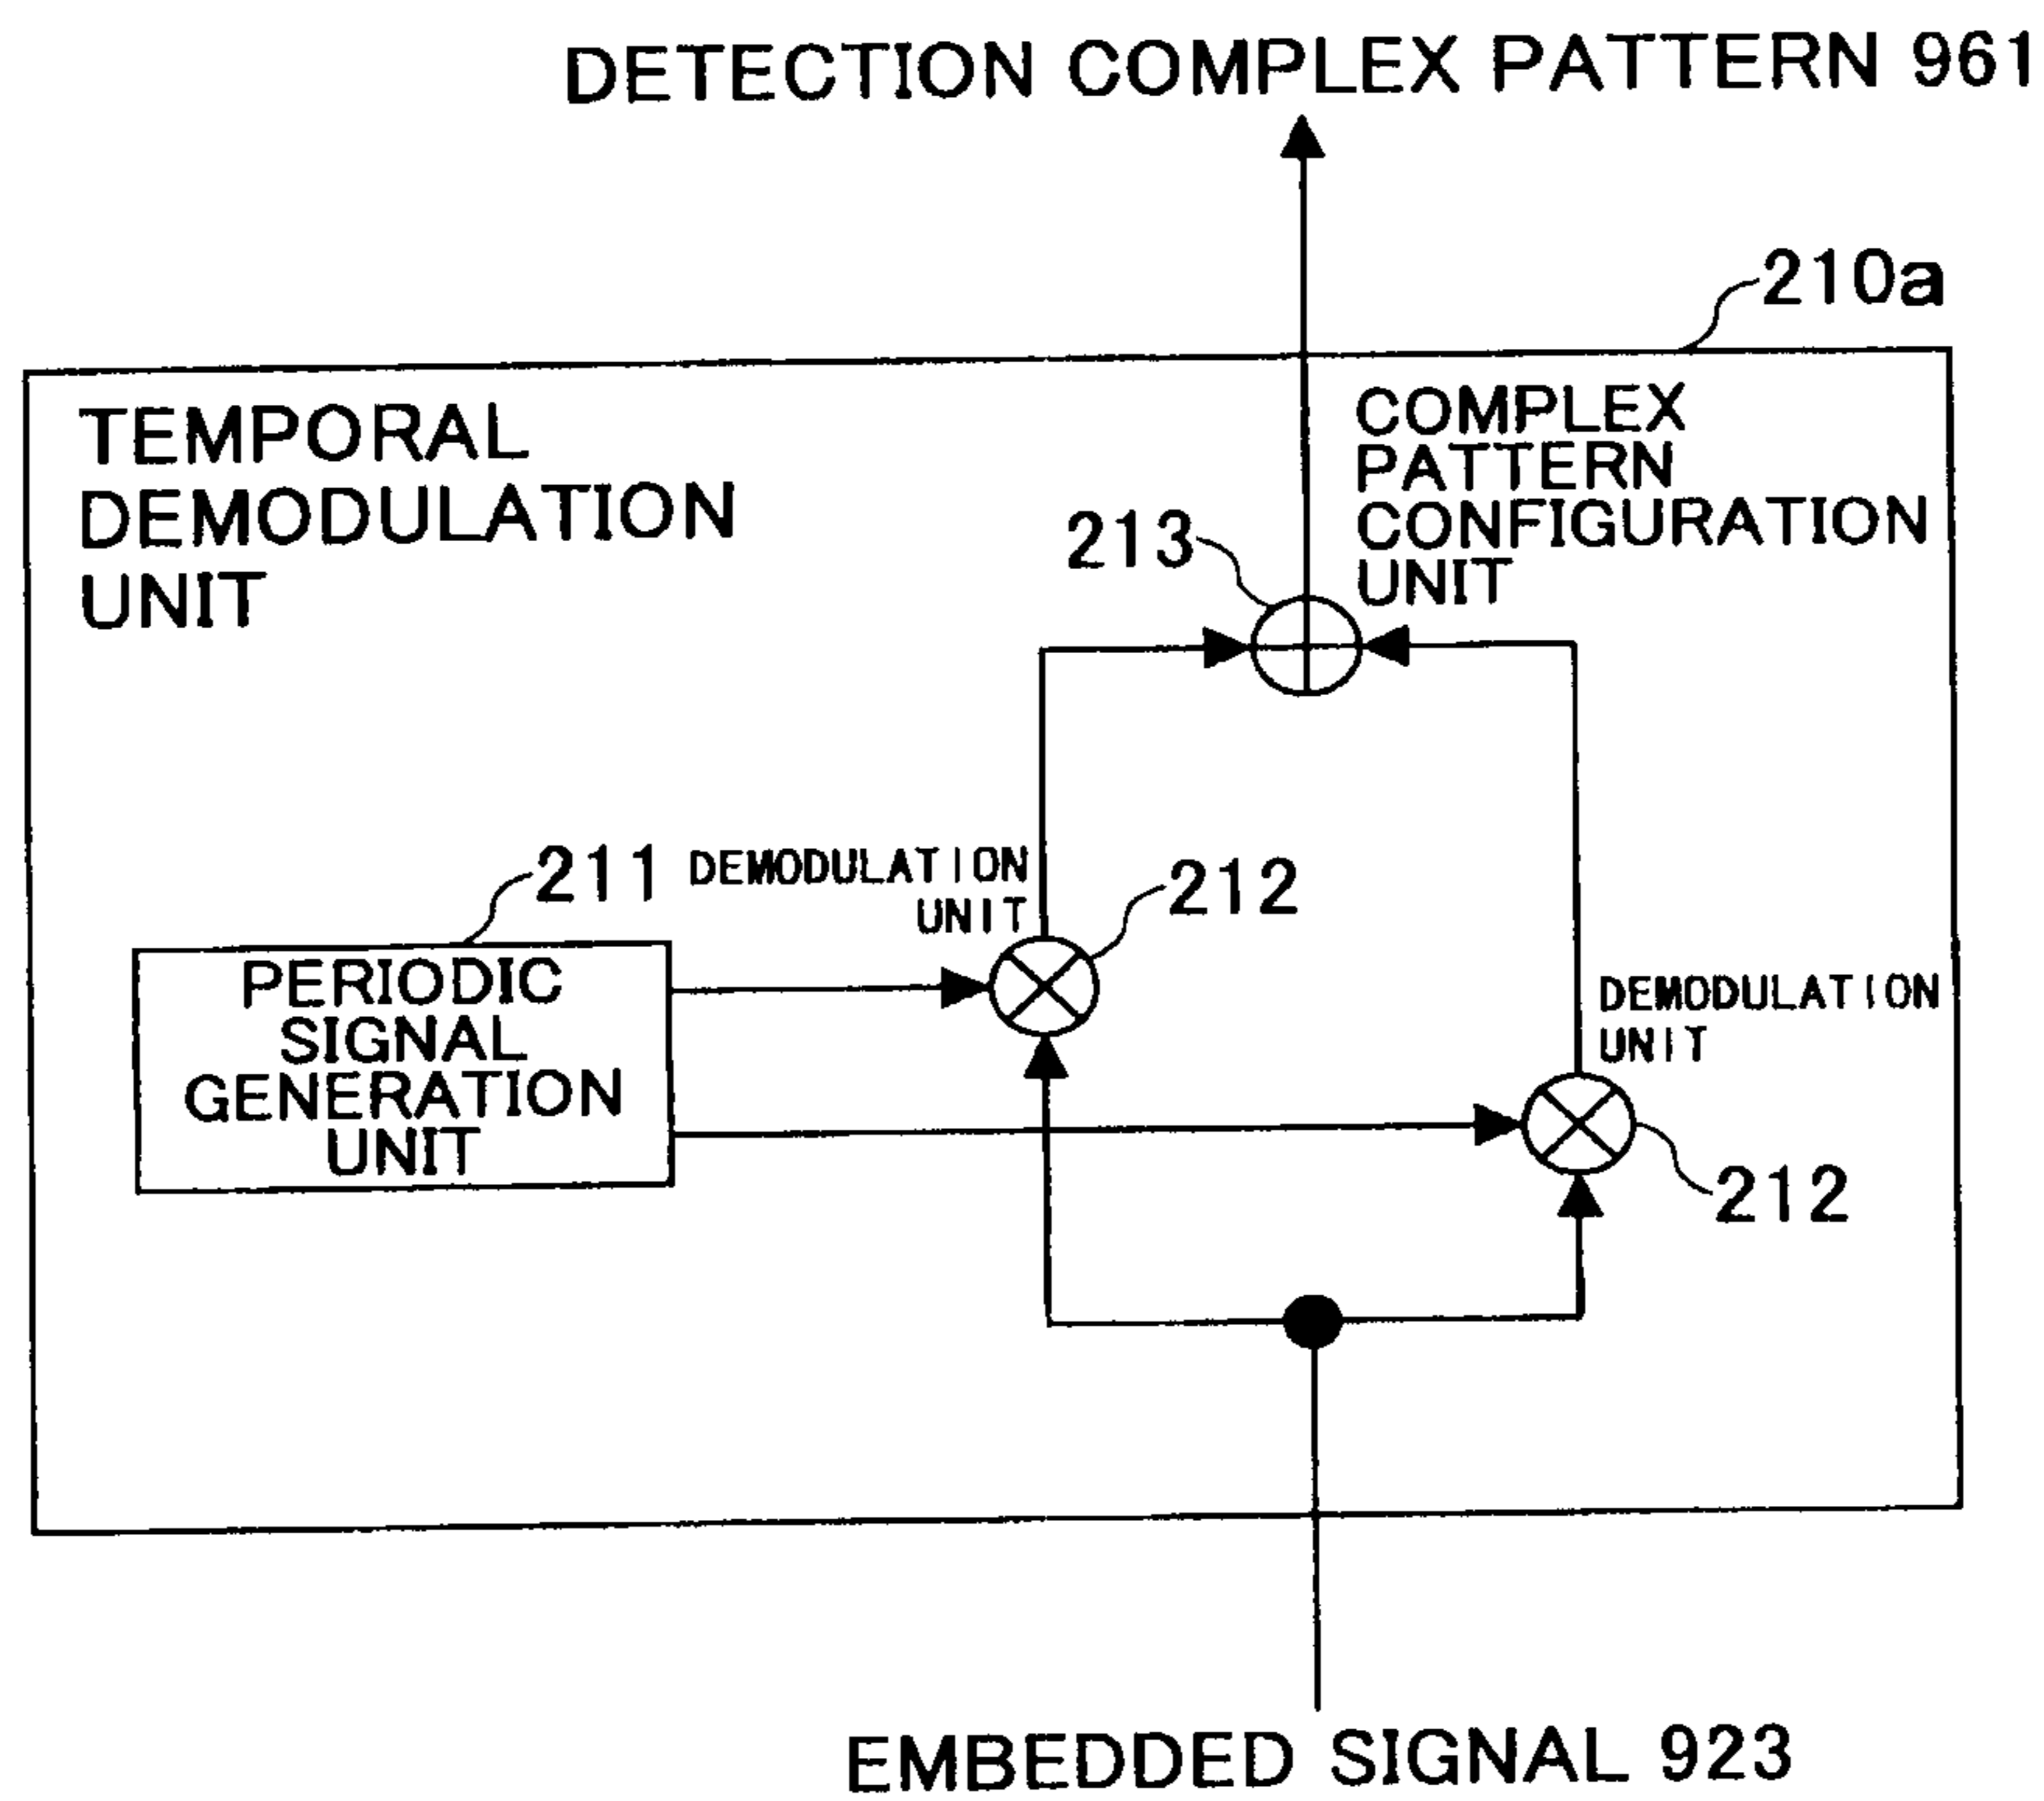 DETECTION COMPLEX PATTERN 961
210a
TEMPORAL
DEMODULATION
UNIT
COMPLEX
PATTERN
CONFIGURATION
UNIT
213
211
DEMODULATION
UNIT
212
PERIODIC
SIGNAL
GENERATION
UNIT
DEMODULATION
UNIT
212
EMBEDDED SIGNAL 923